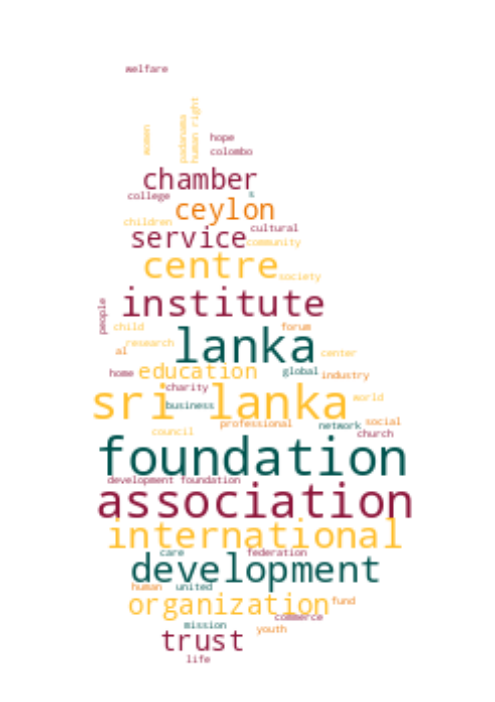 welfare
women
padanama
human right
hope
colombo
chamber
college
s
ceylon
children
cultural
service
community
centre
society
people
institute
child
forum
lanka
research
al
center
home
education
global
industry
charity
sri lanka
business
world
professional
social
network
council
church
foundation
development foundation
association
international
care
federation
development
human
united
organization
fund
commerce
mission
youth
trust
life